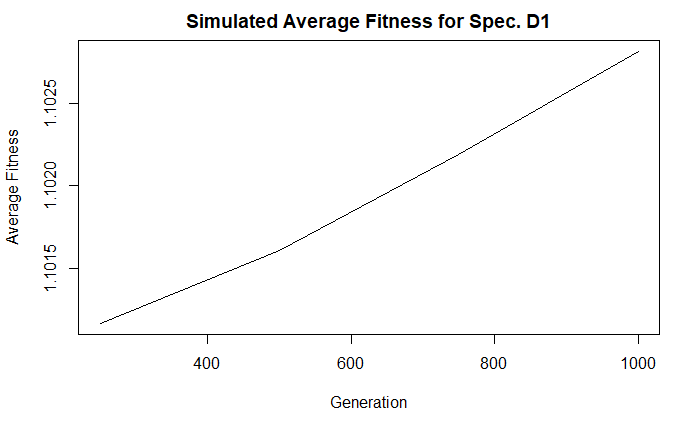 Simulated Average Fitness for Spec. D1
Average Fitness
1.1025
1.1020
1.1015
400 600 800 1000
Generation